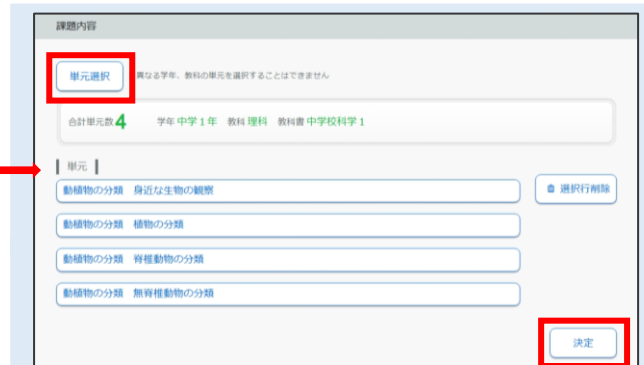 課題内容
単元選択
異なる学年、教科の単元を選択することはできません
合計単元数 4 学年 中学1年 教科 理科 教科書 中学校科学1
単元
動植物の分類 身近な生物の観察
選択行削除
動植物の分類 植物の分類
動植物の分類 脊椎動物の分類
動植物の分類 無脊椎動物の分類
決定